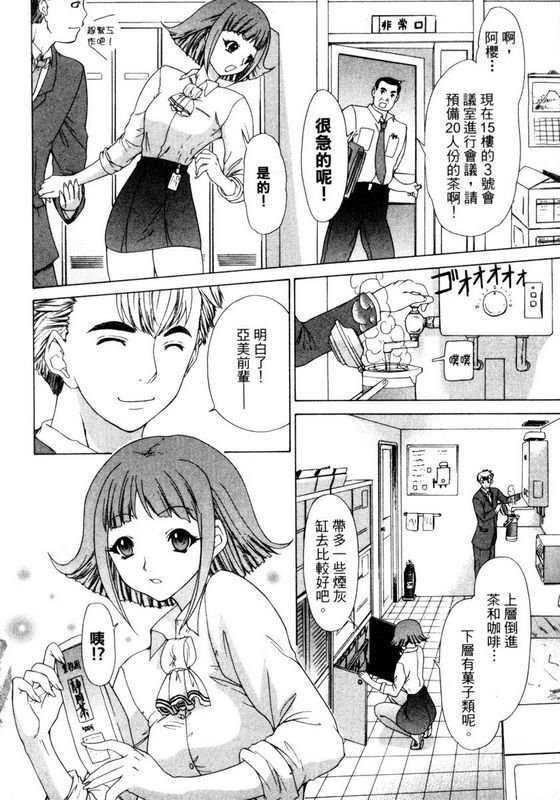 非常口
啊，
阿櫻…
現在15樓的3號會
議室進行會議，請
預備20人份的茶啊！
很急的呢！
是的！
互
幫
作吧！
ゴオオオオオ
噗噗
明白了！
亞美前輩──
上層倒進
茶和咖啡…
下層有菓子類呢。
帶多一些煙灰
缸去比較好吧。
咦!?